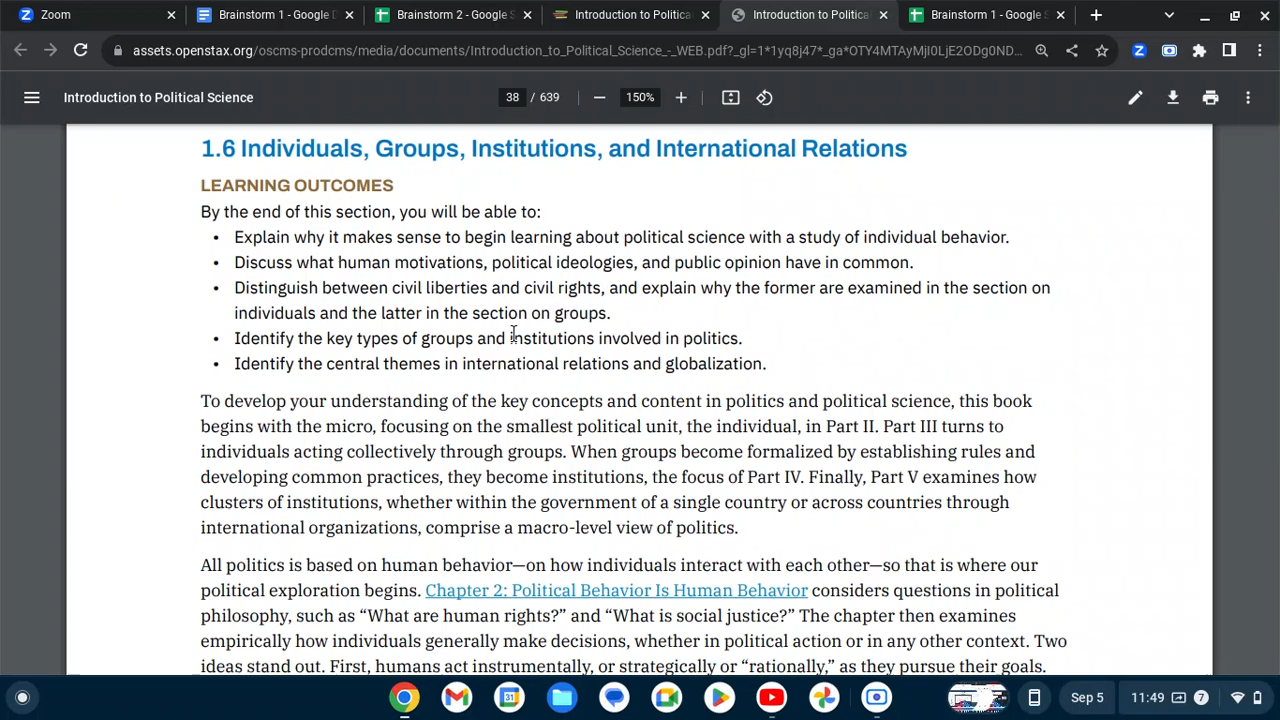 Zoom
Brainstorm 1 - Google D
Brainstorm 2 - Google S
Introduction to Political
Introduction to Political
Brainstorm 1 - Google S
assets.openstax.org/oscms-prodcms/media/documents/Introduction_to_Political_Science_-_WEB.pdf?_gl=1*1yq8j47*_ga*OTY4MTAyMjI0LjE2ODg0ND...
Introduction to Political Science
38 / 639
150%
1.6 Individuals, Groups, Institutions, and International Relations
LEARNING OUTCOMES
By the end of this section, you will be able to:
• Explain why it makes sense to begin learning about political science with a study of individual behavior.
• Discuss what human motivations, political ideologies, and public opinion have in common.
• Distinguish between civil liberties and civil rights, and explain why the former are examined in the section on
individuals and the latter in the section on groups.
• Identify the key types of groups and institutions involved in politics.
• Identify the central themes in international relations and globalization.
To develop your understanding of the key concepts and content in politics and political science, this book
begins with the micro, focusing on the smallest political unit, the individual, in Part II. Part III turns to
individuals acting collectively through groups. When groups become formalized by establishing rules and
developing common practices, they become institutions, the focus of Part IV. Finally, Part V examines how
clusters of institutions, whether within the government of a single country or across countries through
international organizations, comprise a macro-level view of politics.
All politics is based on human behavior—on how individuals interact with each other—so that is where our
political exploration begins. Chapter 2: Political Behavior Is Human Behavior considers questions in political
philosophy, such as “What are human rights?” and “What is social justice?” The chapter then examines
empirically how individuals generally make decisions, whether in political action or in any other context. Two
ideas stand out. First, humans act instrumentally, or strategically or “rationally,” as they pursue their goals.
Sep 5
11:49
7